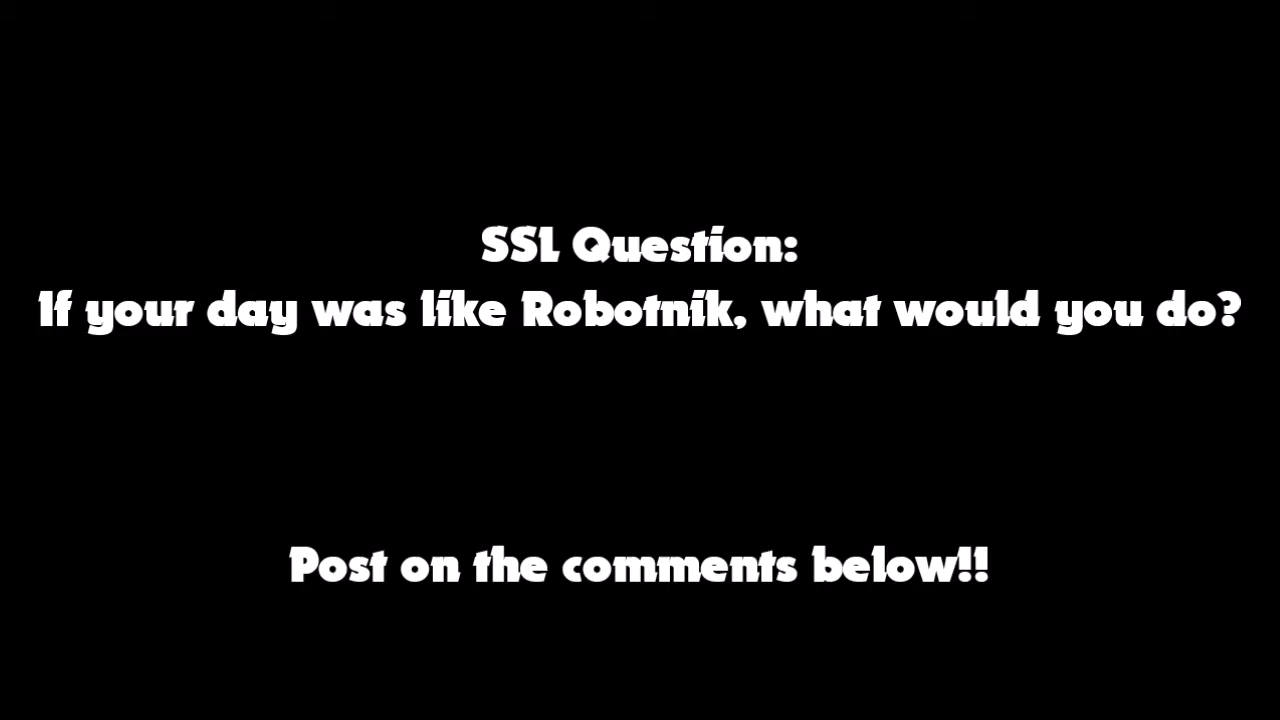 SSL Question:
If your day was like Robotnik, what would you do?
Post on the comments below!!